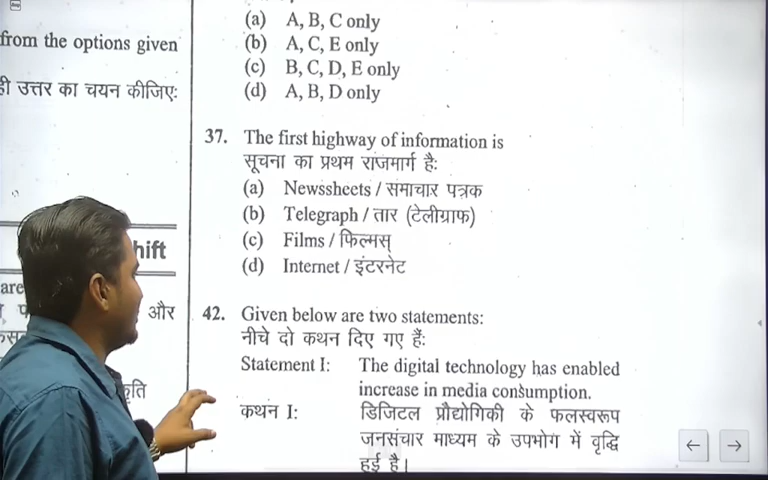 from the options given
ही उत्तर का चयन कीजिए:
hift
are
और
(a) A, B, C only
(b) A, C, E only
(c) B, C, D, E only
(d) A, B, D only
37. The first highway of information is
सूचना का प्रथम राजमार्ग है:
(a) Newssheets / समाचार पत्रक
(b) Telegraph / तार (टेलीग्राफ)
(c) Films / फिल्मस्
(d) Internet / इंटरनेट
42. Given below are two statements:
नीचे दो कथन दिए गए हैं:
Statement I: The digital technology has enabled
increase in media consumption.
कथन I: डिजिटल प्रौद्योगिकी के फलस्वरूप
जनसंचार माध्यम के उपभोग में वृद्धि
हुई है।